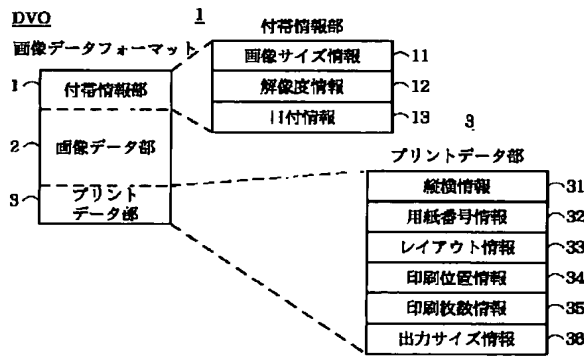 DVO
画像データフォーマット
1
付帯情報部
1
付帯情報部
2
画像データ部
3
プリント
データ部
画像サイズ情報
11
解像度情報
12
日付情報
13
3
プリントデータ部
縦横情報
31
用紙番号情報
32
レイアウト情報
33
印刷位置情報
34
印刷枚数情報
35
出力サイズ情報
36